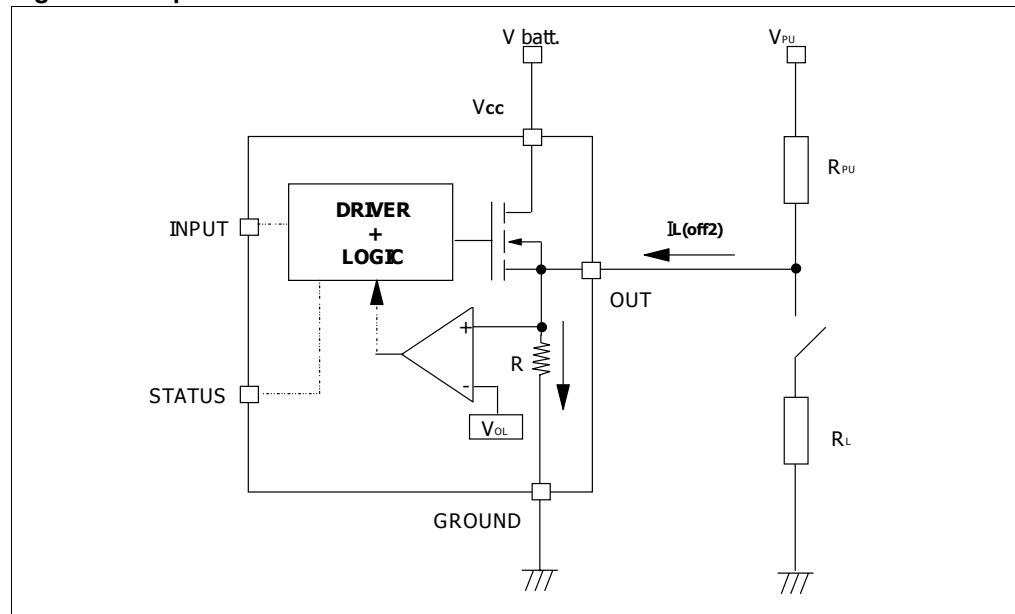 V batt.
VPU
Vcc
RPU
DRIVER
+
LOGIC
INPUT
IL(off2)
OUT
+
R
-
STATUS
VOL
RL
GROUND